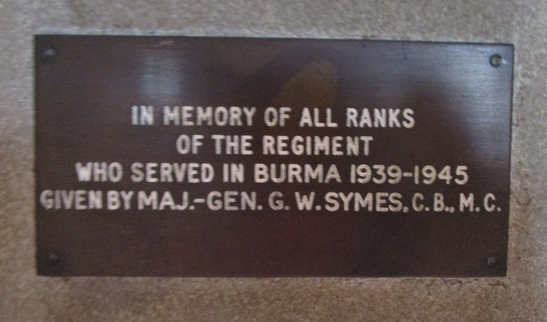 IN MEMORY OF ALL RANKS
OF THE REGIMENT
WHO SERVED IN BURMA 1939-1945
GIVEN BY MAJ.-GEN. G. W. SYMES, C. B., M. C.